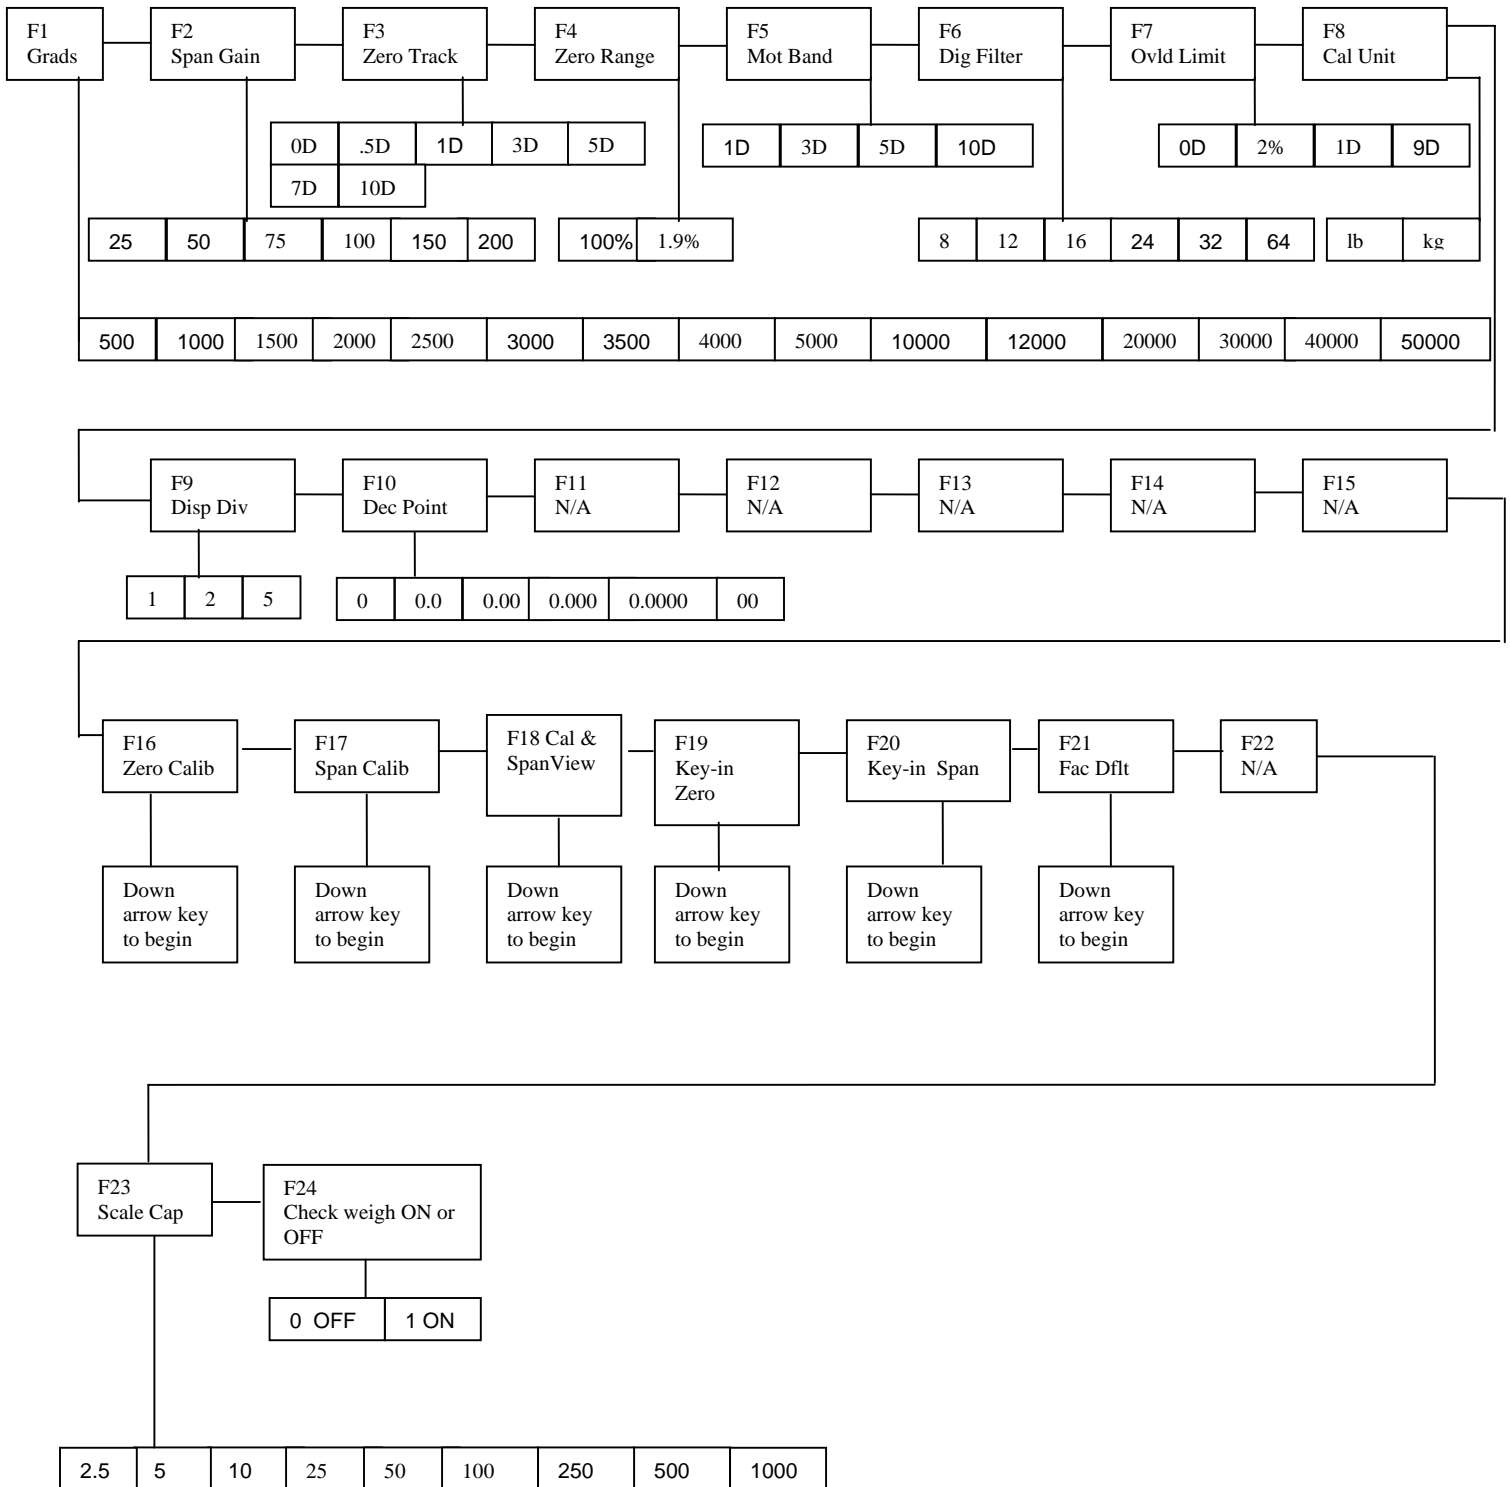 F1
Grads
F2
Span Gain
F3
Zero Track
F4
Zero Range
F5
Mot Band
F6
Dig Filter
F7
Ovld Limit
F8
Cal Unit
0D .5D 1D 3D 5D
7D 10D
1D 3D 5D 10D
0D 2% 1D 9D
25 50 75 100 150 200
100% 1.9%
8 12 16 24 32 64
lb kg
500 1000 1500 2000 2500 3000 3500 4000 5000 10000 12000 20000 30000 40000 50000
F9
Disp Div
F10
Dec Point
F11
N/A
F12
N/A
F13
N/A
F14
N/A
F15
N/A
1 2 5
0 0.0 0.00 0.000 0.0000 00
F16
Zero Calib
F17
Span Calib
F18 Cal &
SpanView
F19
Key-in
Zero
F20
Key-in Span
F21
Fac Dflt
F22
N/A
Down
arrow key
to begin
Down
arrow key
to begin
Down
arrow key
to begin
Down
arrow key
to begin
Down
arrow key
to begin
Down
arrow key
to begin
F23
Scale Cap
F24
Check weigh ON or
OFF
0 OFF 1 ON
2.5 5 10 25 50 100 250 500 1000